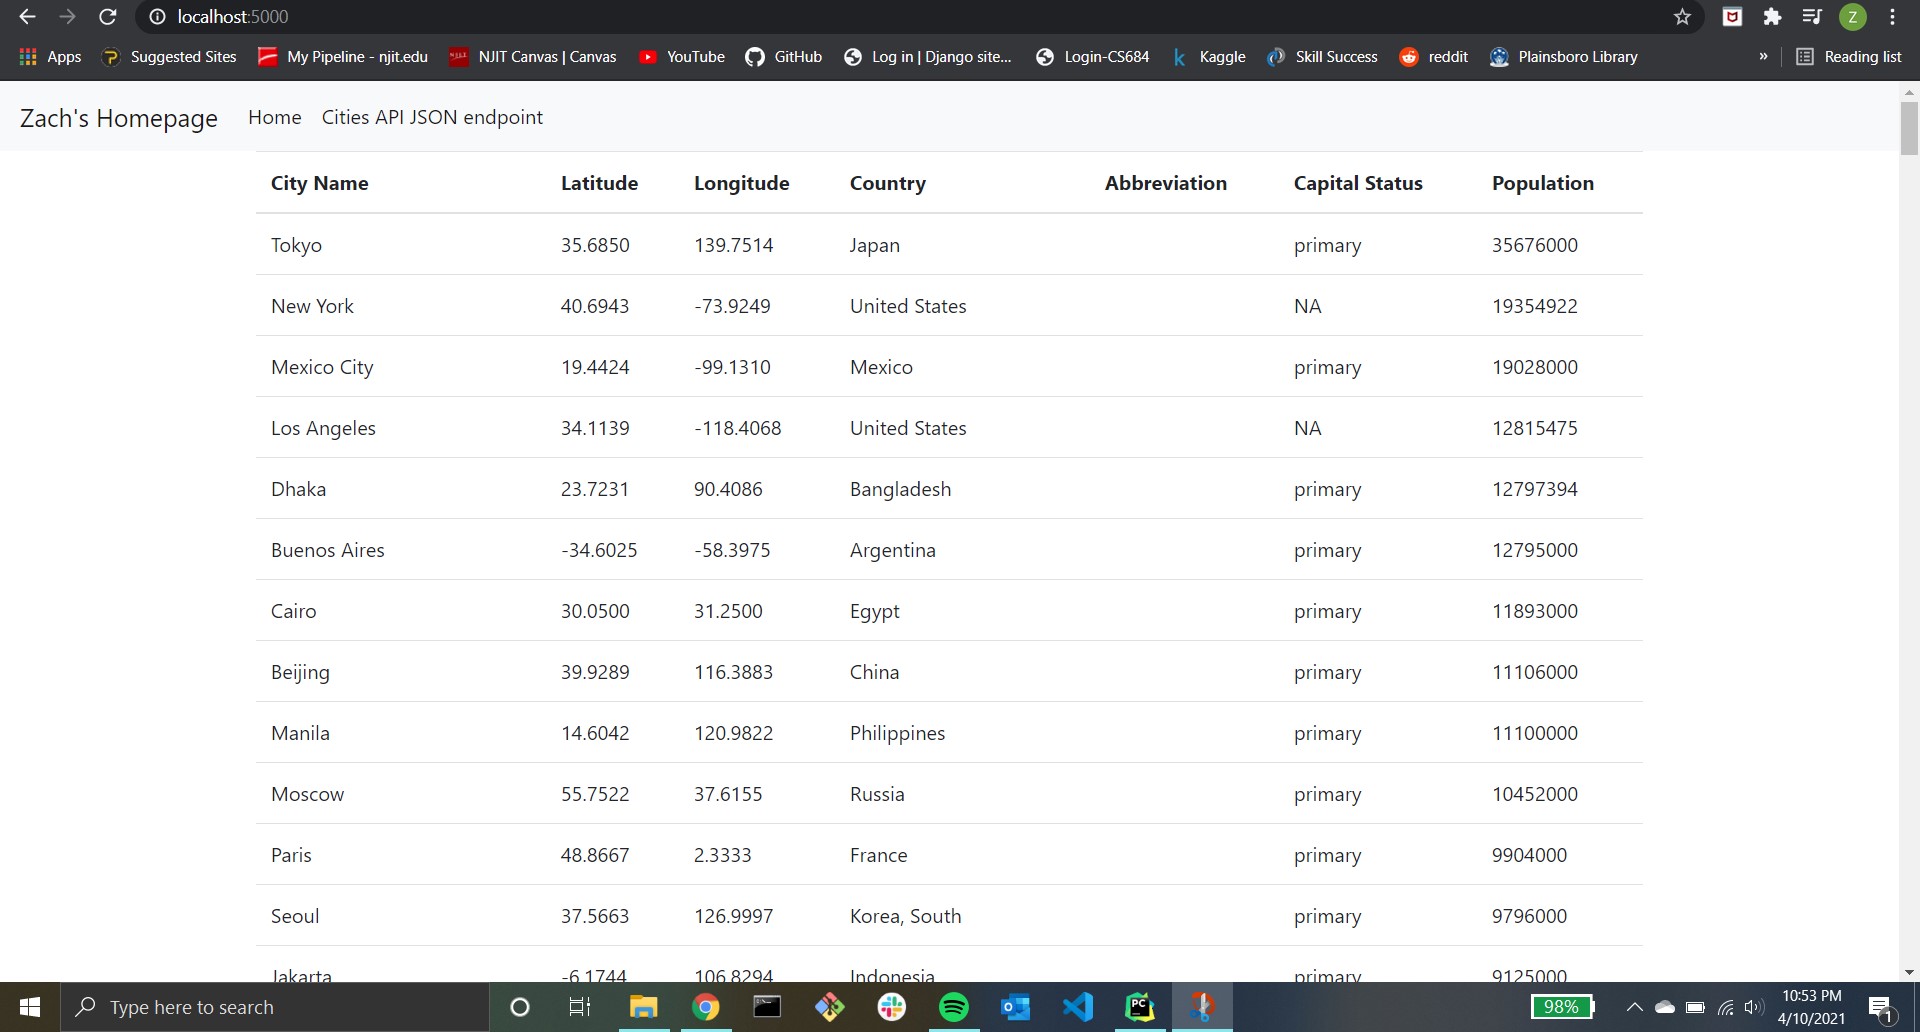 localhost:5000
Z
Apps Suggested Sites My Pipeline - njit.edu NJIT Canvas | Canvas YouTube GitHub Log in | Django site... Login-CS684 k Kaggle Skill Success reddit Plainsboro Library » Reading list
Zach's Homepage Home Cities API JSON endpoint
City Name Latitude Longitude Country Abbreviation Capital Status Population
Tokyo 35.6850 139.7514 Japan primary 35676000
New York 40.6943 -73.9249 United States NA 19354922
Mexico City 19.4424 -99.1310 Mexico primary 19028000
Los Angeles 34.1139 -118.4068 United States NA 12815475
Dhaka 23.7231 90.4086 Bangladesh primary 12797394
Buenos Aires -34.6025 -58.3975 Argentina primary 12795000
Cairo 30.0500 31.2500 Egypt primary 11893000
Beijing 39.9289 116.3883 China primary 11106000
Manila 14.6042 120.9822 Philippines primary 11100000
Moscow 55.7522 37.6155 Russia primary 10452000
Paris 48.8667 2.3333 France primary 9904000
Seoul 37.5663 126.9997 Korea, South primary 9796000
Jakarta -6.1744 106.8294 Indonesia primary 9125000
Type here to search PC 98% 10:53 PM
4/10/2021 1